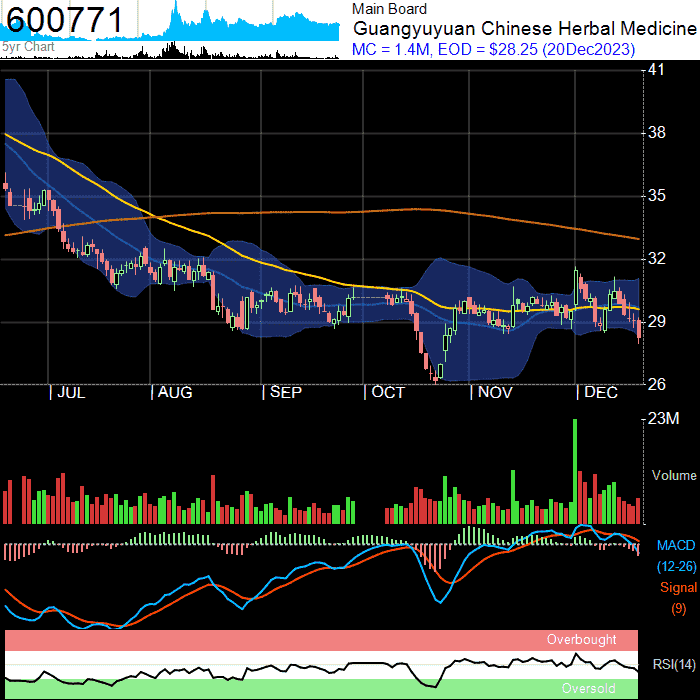 600771
5yr Chart
Main Board
Guangyuyuan Chinese Herbal Medicine
MC = 1.4M, EOD = $28.25 (20Dec2023)
41
38
35
32
29
26
| JUL
| AUG
| SEP
| OCT
| NOV
| DEC
23M
Volume
MACD
(12-26)
Signal
(9)
Overbought
RSI(14)
Oversold